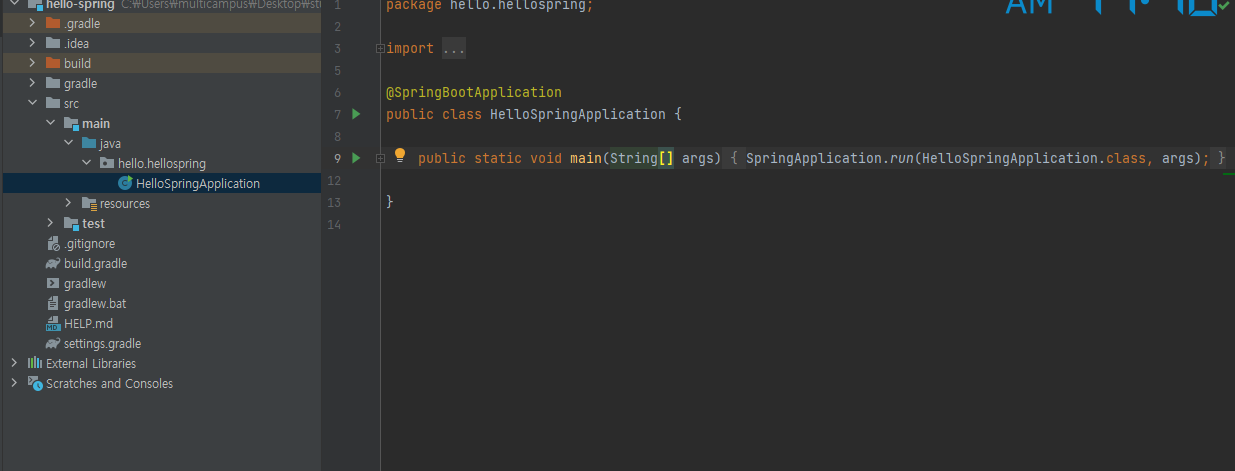 hello-spring C:₩Users₩multicampus₩Desktop₩st
.gradle
.idea
build
gradle
src
main
java
hello.hellospring
HelloSpringApplication
resources
test
.gitignore
build.gradle
gradlew
gradlew.bat
HELP.md
settings.gradle
External Libraries
Scratches and Consoles
AM
1 package hello.hellospring;
2
3 import ...
5
6 @SpringBootApplication
7 public class HelloSpringApplication {
8
9 public static void main(String[] args) { SpringApplication.run(HelloSpringApplication.class, args); }
12
13 }
14